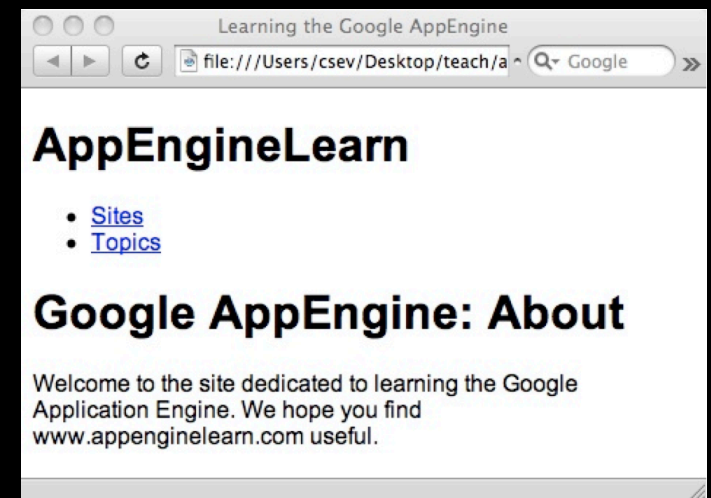 Learning the Google AppEngine
file:///Users/csev/Desktop/teach/a
Google
AppEngineLearn
Sites
Topics
Google AppEngine: About
Welcome to the site dedicated to learning the Google
Application Engine. We hope you find
www.appenginelearn.com useful.